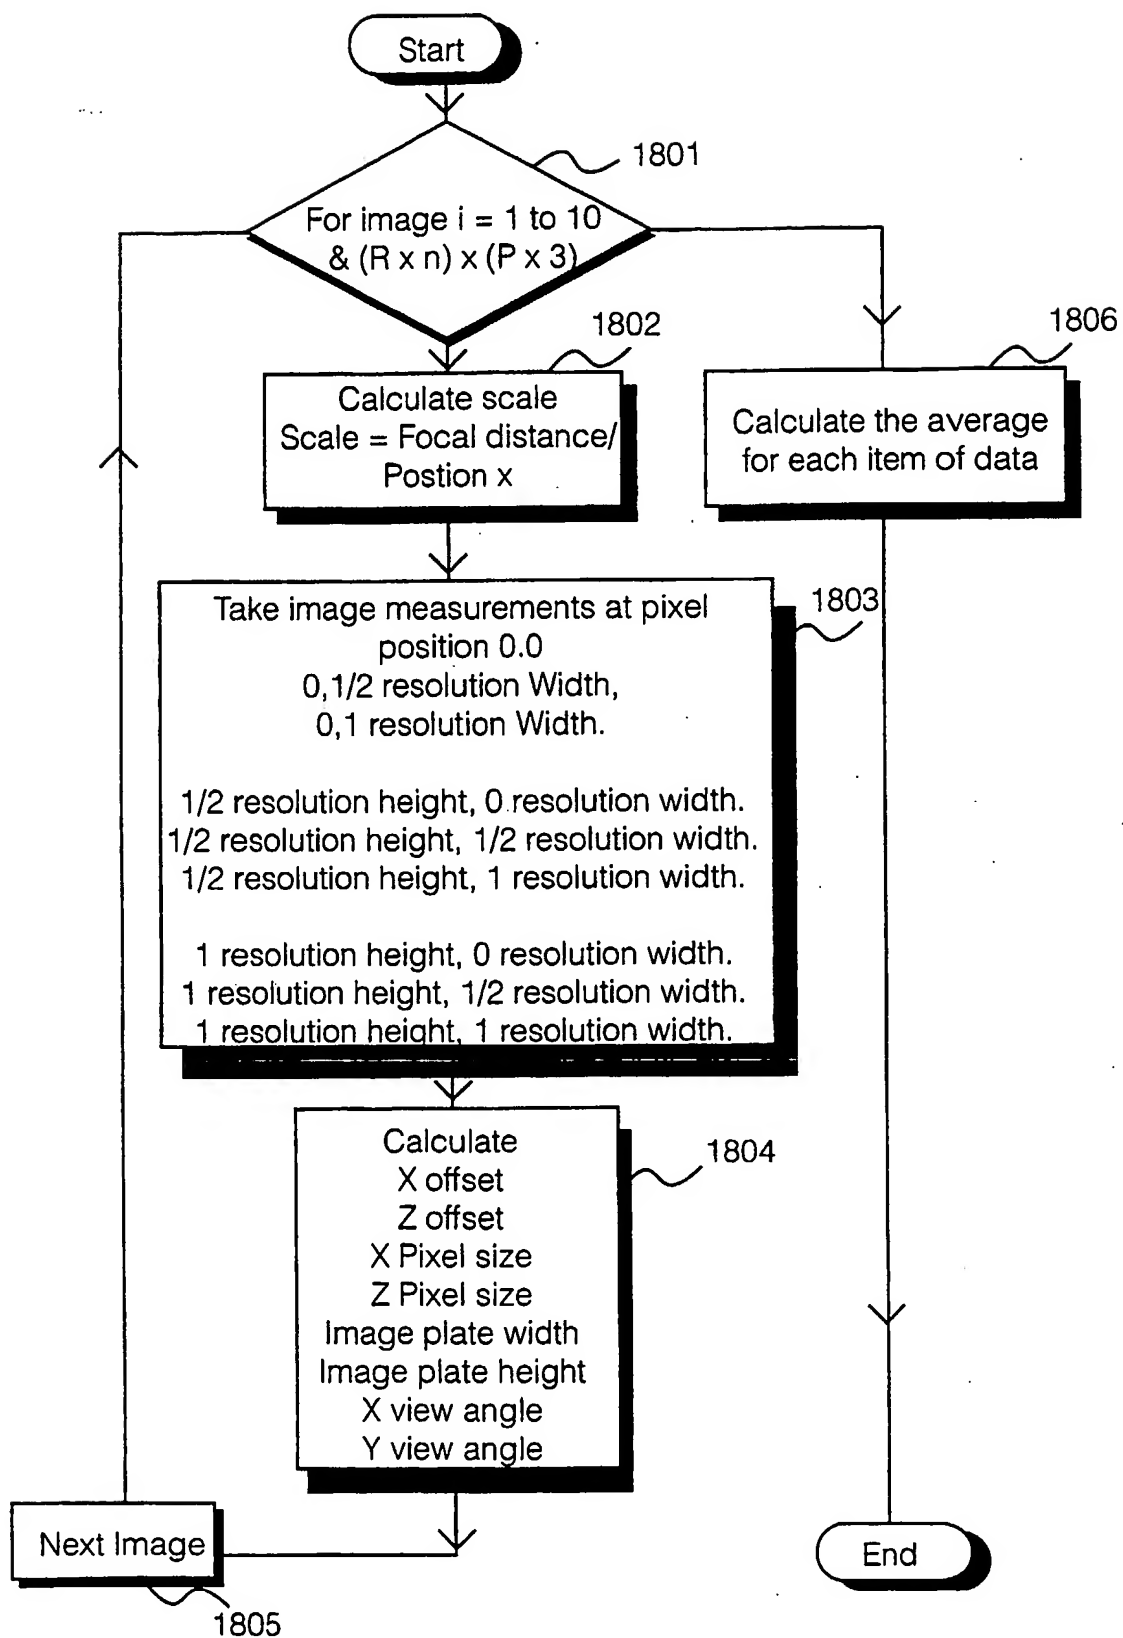 Start
1801
For image i = 1 to 10
& (R x n) x (P x 3)
1802
Calculate scale
Scale = Focal distance/
Postion x
1806
Calculate the average
for each item of data
1803
Take image measurements at pixel
position 0.0
0,1/2 resolution Width,
0,1 resolution Width.
1/2 resolution height, 0 resolution width.
1/2 resolution height, 1/2 resolution width.
1/2 resolution height, 1 resolution width.
1 resolution height, 0 resolution width.
1 resolution height, 1/2 resolution width.
1 resolution height, 1 resolution width.
1804
Calculate
X offset
Z offset
X Pixel size
Z Pixel size
Image plate width
Image plate height
X view angle
Y view angle
Next Image
1805
End